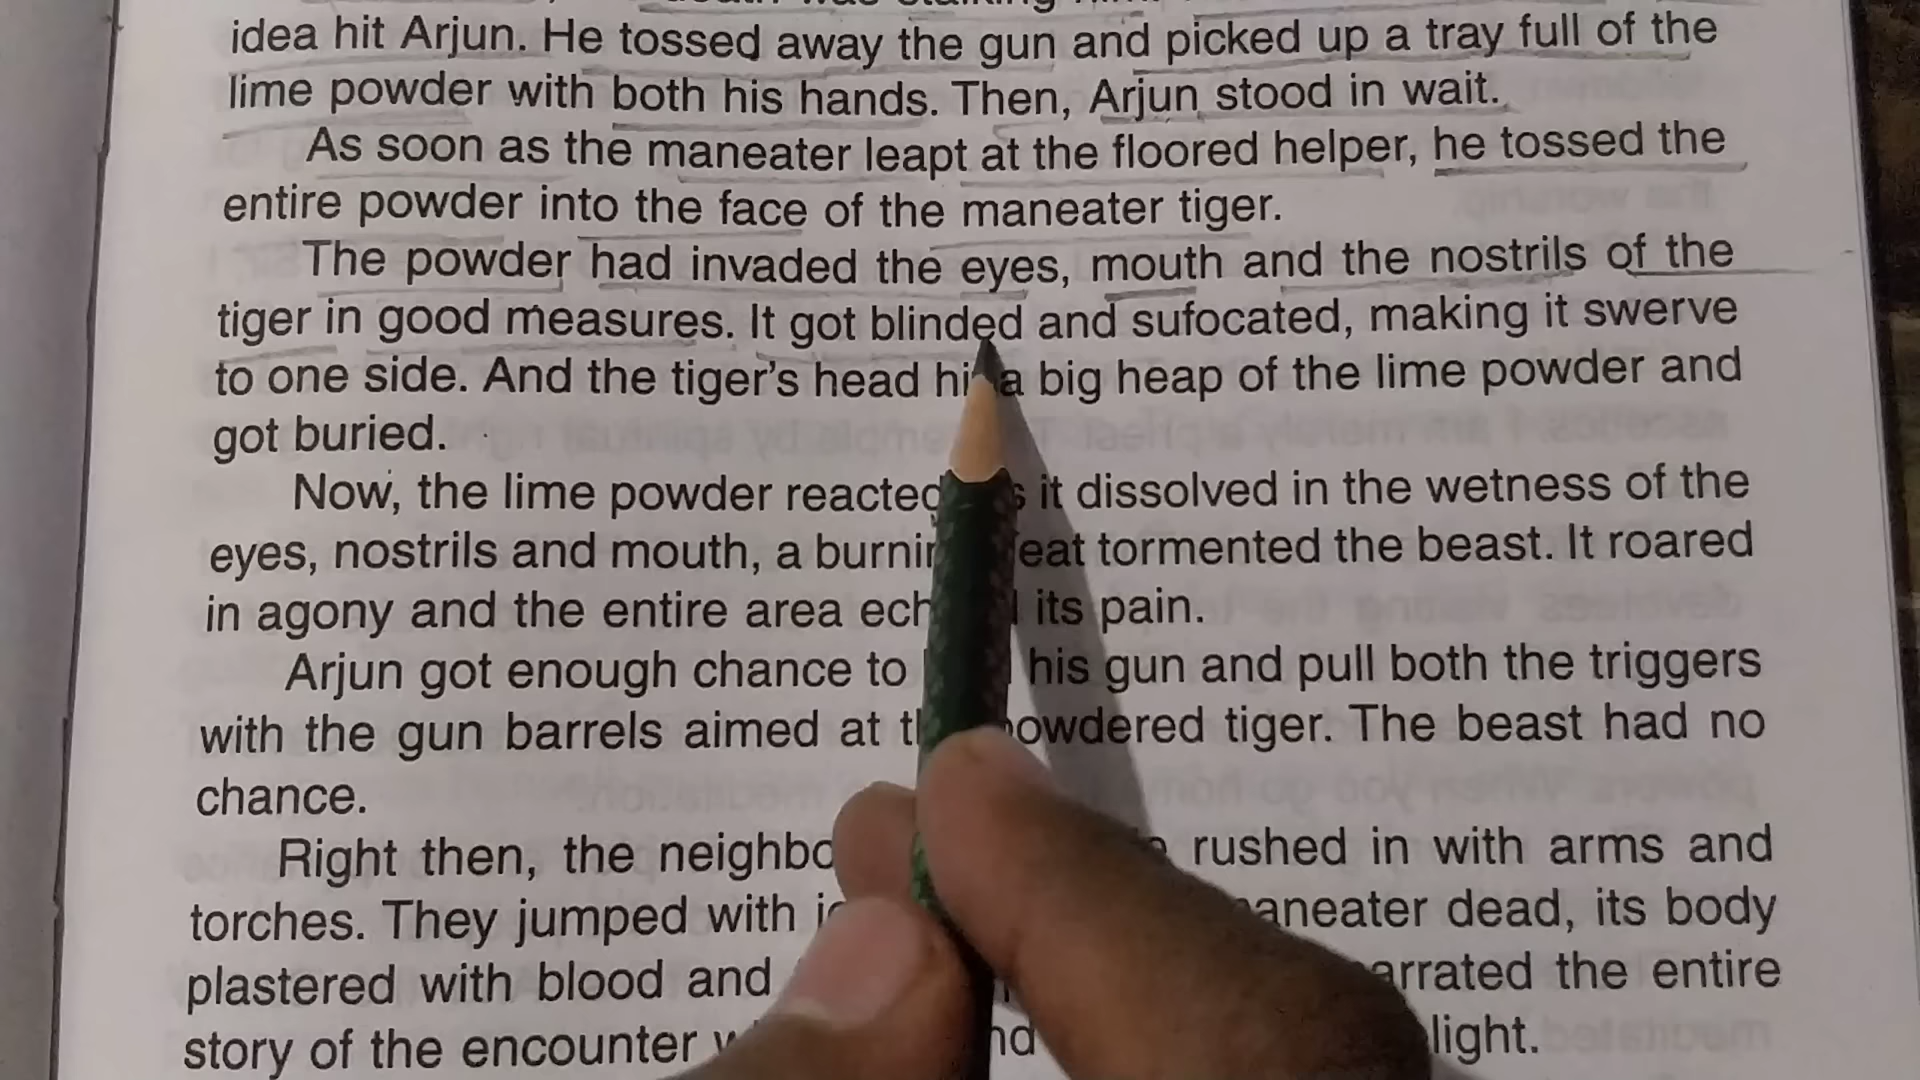 was stalking
idea hit Arjun. He tossed away the gun and picked up a tray full of the
lime powder with both his hands. Then, Arjun stood in wait.
As soon as the maneater leapt at the floored helper, he tossed the
entire powder into the face of the maneater tiger.
The powder had invaded the eyes, mouth and the nostrils of the
tiger in good measures. It got blinded and sufocated, making it swerve
to one side. And the tiger's head a big heap of the lime powder and
got buried.
Now, the lime powder reacted it dissolved in the wetness of the
eyes, nostrils and mouth, a tormented the beast. It roared
in agony and the entire area its pain.
Arjun got enough chance to his gun and pull both the triggers
with the gun barrels aimed at tiger. The beast had no
chance.
Right then, the rushed in with arms and
torches. They jumped with dead, its body
plastered with blood and the entire
story of the encounter